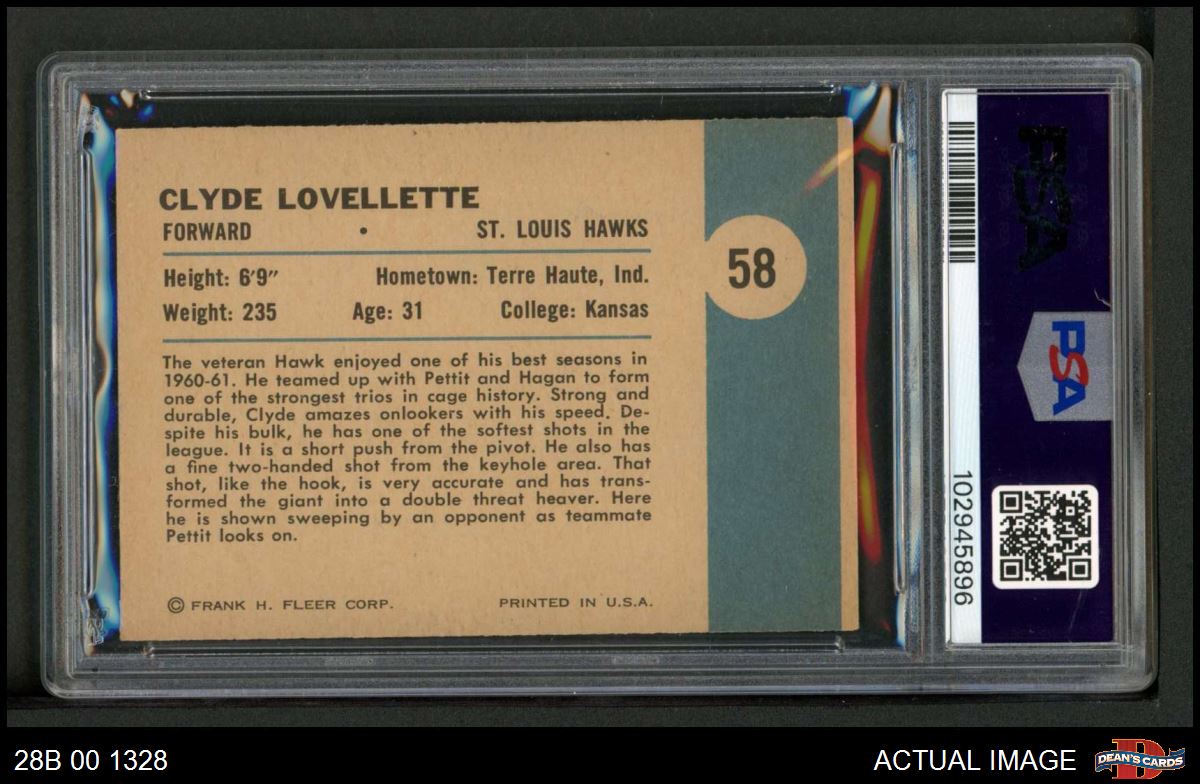 CLYDE LOVELLETTE
FORWARD • ST. LOUIS HAWKS
Height: 6'9" Hometown: Terre Haute, Ind.
Weight: 235 Age: 31 College: Kansas
The veteran Hawk enjoyed one of his best seasons in
1960-61. He teamed up with Pettit and Hagan to form
one of the strongest trios in cage history. Strong and
durable, Clyde amazes onlookers with his speed. De-
spite his bulk, he has one of the softest shots in the
league. It is a short push from the pivot. He also has
a fine two-handed shot from the keyhole area. That
shot, like the hook, is very accurate and has trans-
formed the giant into a double threat heaver. Here
he is shown sweeping by an opponent as teammate
Pettit looks on.
© FRANK H. FLEER CORP. PRINTED IN U.S.A.
58
PSA
PSA
102945896
28B 00 1328
ACTUAL IMAGE
DEAN'S CARDS